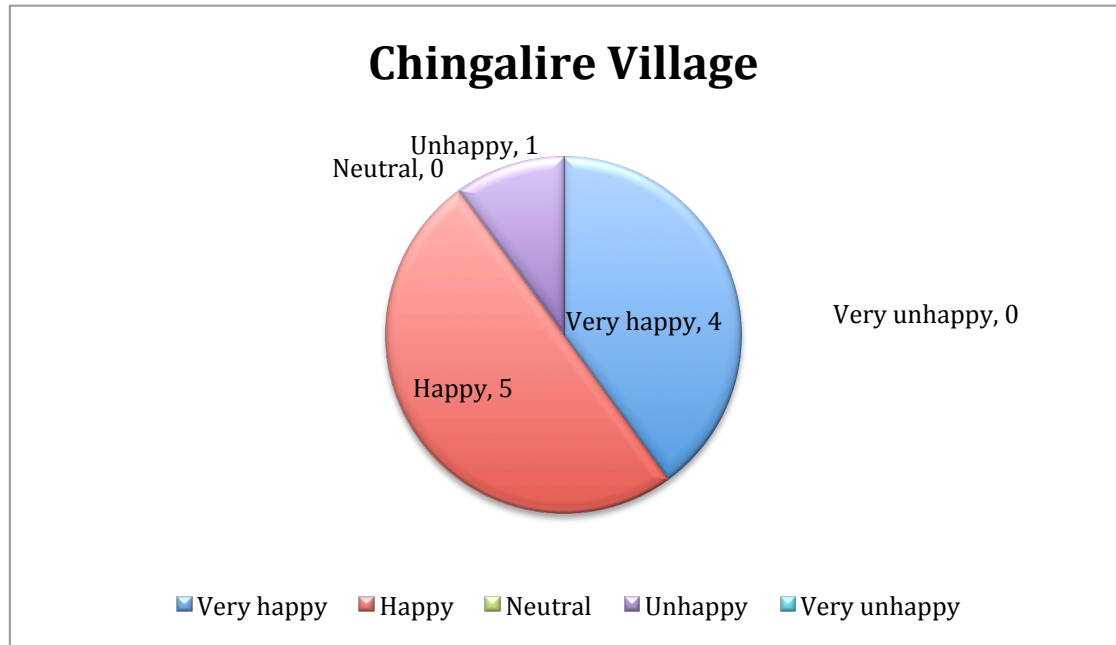 Chingalire Village
Unhappy, 1
Neutral, 0
Very happy, 4
Very unhappy, 0
Happy, 5
Very happy Happy Neutral Unhappy Very unhappy